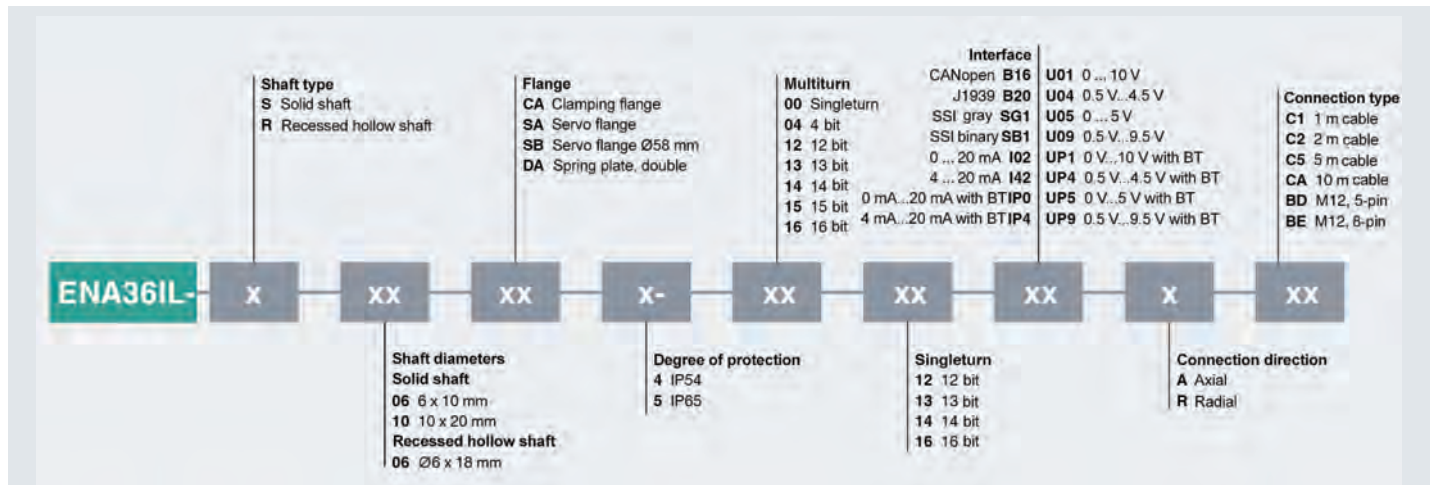 Shaft type
S Solid shaft
R Recessed hollow shaft
Flange
CA Clamping flange
SA Servo flange
SB Servo flange Ø58 mm
DA Spring plate, double
Multiturn
00 Singleturn
04 4 bit
12 12 bit
13 13 bit
14 14 bit
15 15 bit
16 16 bit
Interface
CANopen B16
J1939 B20
SSI gray SG1
SSI binary SB1
0 ... 20 mA I02
4 ... 20 mA I42
0 mA...20 mA with BT IP0
4 mA...20 mA with BT IP4
U01 0 ... 10 V
U04 0.5 V...4.5 V
U05 0 ... 5 V
U09 0.5 V...9.5 V
UP1 0 V...10 V with BT
UP4 0.5 V...4.5 V with BT
UP5 0 V...5 V with BT
UP9 0.5 V...9.5 V with BT
Connection type
C1 1 m cable
C2 2 m cable
C5 5 m cable
CA 10 m cable
BD M12, 5-pin
BE M12, 8-pin
ENA36IL- x xx xx x- xx xx xx x xx
Shaft diameters
Solid shaft
06 6 x 10 mm
10 10 x 20 mm
Recessed hollow shaft
06 Ø6 x 18 mm
Degree of protection
4 IP54
5 IP65
Singleturn
12 12 bit
13 13 bit
14 14 bit
16 16 bit
Connection direction
A Axial
R Radial